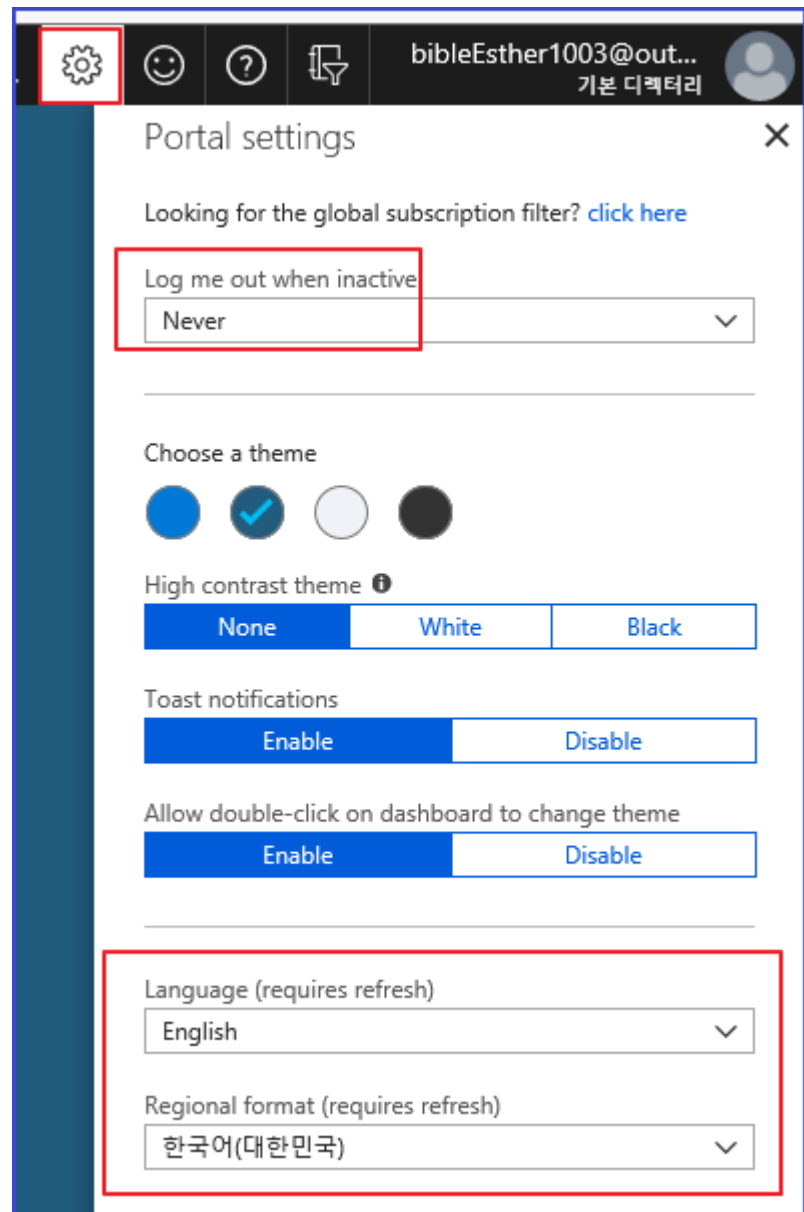 bibleEsther1003@out...
기본 디렉터리
Portal settings
Looking for the global subscription filter? click here
Log me out when inactive
Never
Choose a theme
High contrast theme
None White Black
Toast notifications
Enable Disable
Allow double-click on dashboard to change theme
Enable Disable
Language (requires refresh)
English
Regional format (requires refresh)
한국어(대한민국)